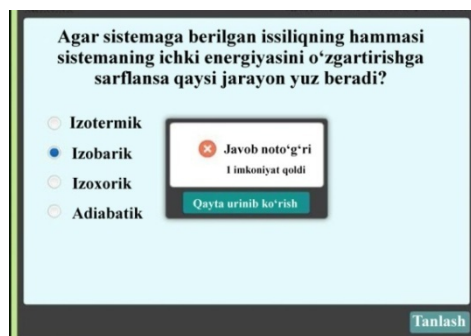 Agar sistemaga berilgan issiliqning hammasi
sistemaning ichki energiyasini o‘zgartirishga
sarflansa qaysi jarayon yuz beradi?
Izotermik
Izobarik
Izoxorik
Adiabatik
Javob noto‘g‘ri
1 imkoniyat qoldi
Qayta urinib ko‘rish
Tanlash